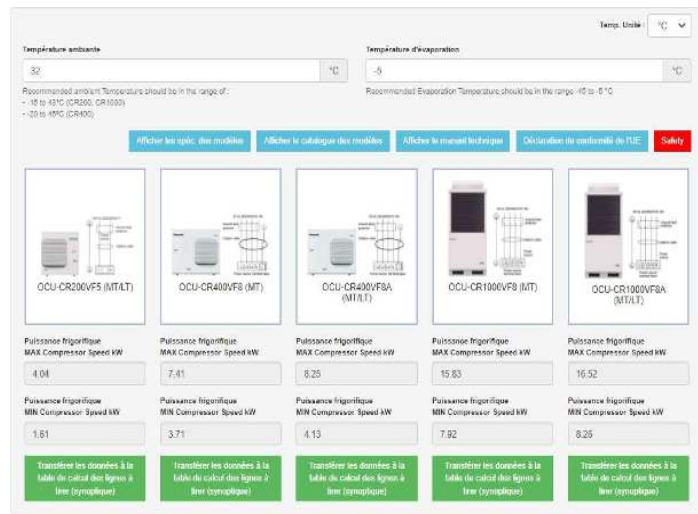 Temp. Unité : °C
Température ambiante
Température d'évaporation
32 °C
-5 °C
Recommended ambient Temperature should be in the range of :
Recommended Evaporation Temperature should be in the range -45 to -5 °C
- -15 to 43°C (CR200, CR1000)
- -20 to 45°C (CR400)
Afficher les spéc. des modèles
Afficher le catalogue des modèles
Afficher le manuel technique
Déclaration de conformité de l'UE
Safety
OCU-CR200VF5 (MT/LT)
OCU-CR400VF8 (MT)
OCU-CR400VF8A
(MT/LT)
OCU-CR1000VF8 (MT)
OCU-CR1000VF8A
(MT/LT)
Puissance frigorifique
MAX Compressor Speed kW
Puissance frigorifique
MAX Compressor Speed kW
Puissance frigorifique
MAX Compressor Speed kW
Puissance frigorifique
MAX Compressor Speed kW
Puissance frigorifique
MAX Compressor Speed kW
4.04
7.41
8.25
15.83
16.52
Puissance frigorifique
MIN Compressor Speed kW
Puissance frigorifique
MIN Compressor Speed kW
Puissance frigorifique
MIN Compressor Speed kW
Puissance frigorifique
MIN Compressor Speed kW
Puissance frigorifique
MIN Compressor Speed kW
1.61
3.71
4.13
7.92
8.26
Transférer les données à la
table de calcul des lignes à
tirer (synoptique)
Transférer les données à la
table de calcul des lignes à
tirer (synoptique)
Transférer les données à la
table de calcul des lignes à
tirer (synoptique)
Transférer les données à la
table de calcul des lignes à
tirer (synoptique)
Transférer les données à la
table de calcul des lignes à
tirer (synoptique)